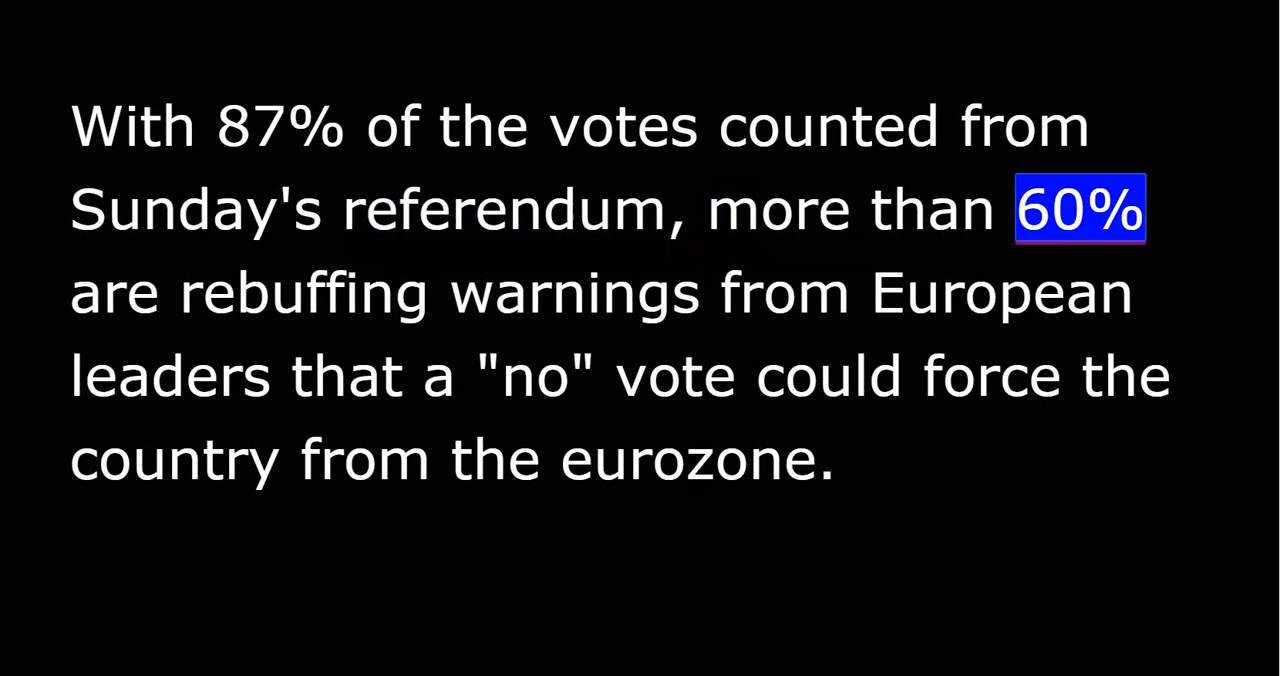 With 87% of the votes counted from
Sunday's referendum, more than 60%
are rebuffing warnings from European
leaders that a "no" vote could force the
country from the eurozone.